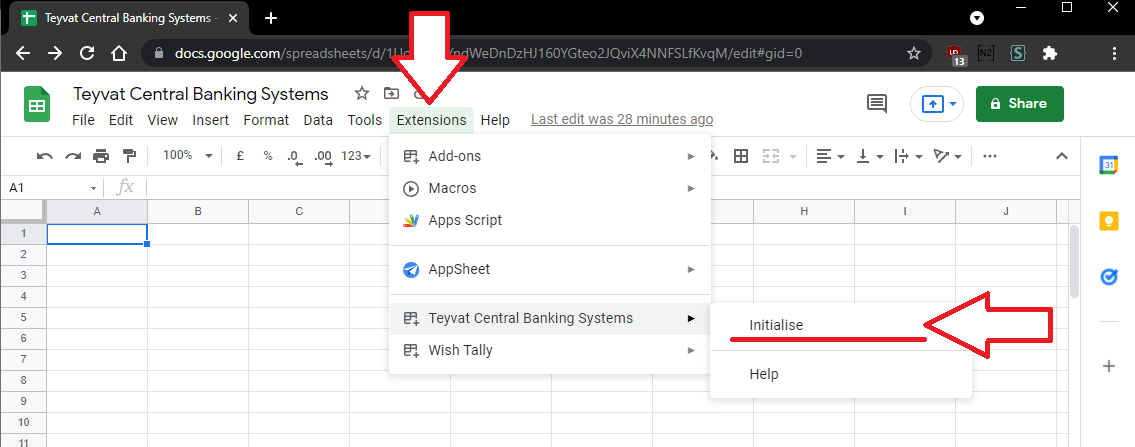 Teyvat Central Banking Systems -
docs.google.com/spreadsheets/d/ ndWeDnDzHJ160YGteo2JQviX4NNFSLfKvqM/edit#gid=0
13
N2
S
Teyvat Central Banking Systems
File Edit View Insert Format Data Tools Extensions Help Last edit was 28 minutes ago
Share
100% £ % .0 .00 123
A1
fx
31
A B C H I J
1
2
3
4
5
6
7
8
9
10
11
Add-ons
Macros
Apps Script
AppSheet
Teyvat Central Banking Systems
Wish Tally
Initialise
Help